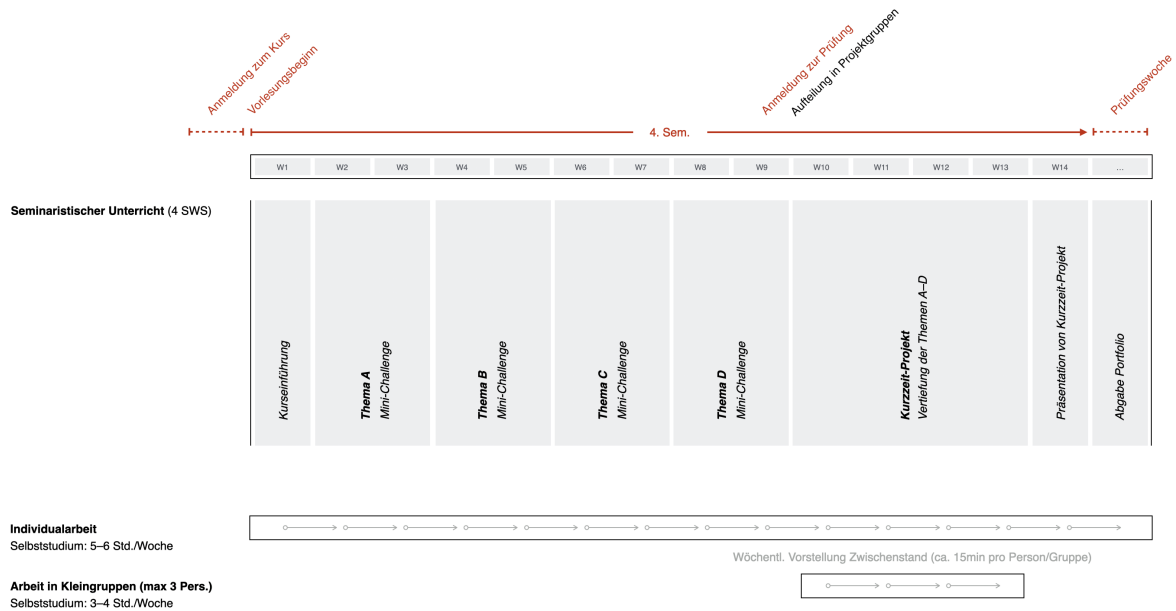 Anmeldung zum Kurs
Vorlesungsbeginn
Anmeldung zur Prüfung
Aufteilung in Projektgruppen
Prüfungswoche
4. Sem.
W1 W2 W3 W4 W5 W6 W7 W8 W9 W10 W11 W12 W13 W14 ...
Seminaristischer Unterricht (4 SWS)
Kurseinführung
Thema A
Mini-Challenge
Thema B
Mini-Challenge
Thema C
Mini-Challenge
Thema D
Mini-Challenge
Kurzzeit-Projekt
Vertiefung der Themen A–D
Präsentation von Kurzzeit-Projekt
Abgabe Portfolio
Individualarbeit
Selbststudium: 5–6 Std./Woche
Wöchentl. Vorstellung Zwischenstand (ca. 15min pro Person/Gruppe)
Arbeit in Kleingruppen (max 3 Pers.)
Selbststudium: 3–4 Std./Woche